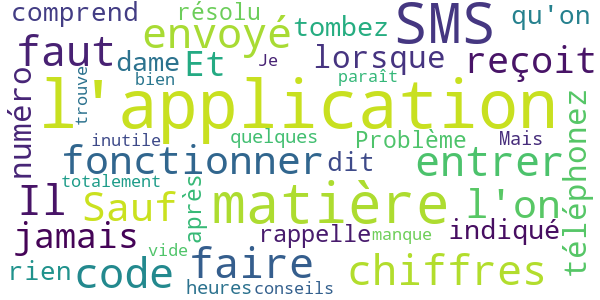 comprend résolu SMS qu'on
envoyé tombez
faut dame Et Je lorsque reçoit
numéro trouve bien l'application paraît téléphonez
inutile quelques Problème Mais
fonctionner dit entrer
totalement
Il Sauf après matière l'on
jamais rappelle manque indiqué
vide
rien code faire chiffres
heures conseils